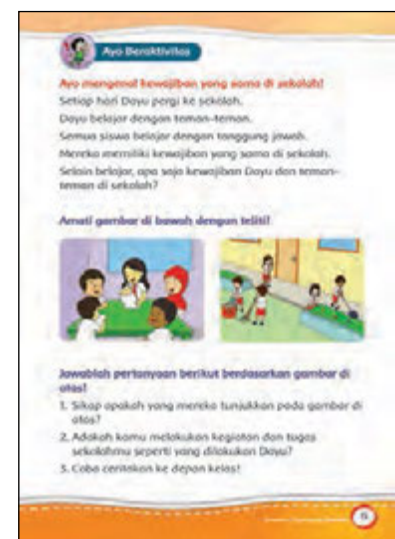 Ayo Beraktivitas
Ayo mengenal kewajiban yang sama di sekolah!
Setiap hari Dayu pergi ke sekolah.
Dayu belajar dengan teman-teman.
Semua siswa belajar dengan tanggung jawab.
Mereka memiliki kewajiban yang sama di sekolah.
Selain belajar, apa saja kewajiban Dayu dan teman-
teman di sekolah?
Amati gambar di bawah dengan teliti!
Jawablah pertanyaan berikut berdasarkan gambar di
atas!
1. Sikap apakah yang mereka tunjukkan pada gambar di
atas?
2. Adakah kamu melakukan kegiatan dan tugas
sekolahmu seperti yang dilakukan Dayu?
3. Coba ceritakan ke depan kelas!